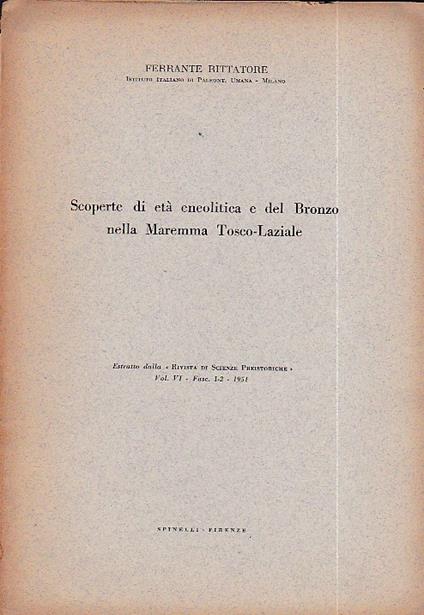 FERRANTE RITTATORE
ISTITUTO ITALIANO DI PALEONT. UMANA - MILANO
Scoperte di età eneolitica e del Bronzo
nella Maremma Tosco-Laziale
Estratto dalla « RIVISTA DI SCIENZE PREISTORICHE »
Vol. VI - Fasc. 1-2 - 1951
SPINELLI - FIRENZE